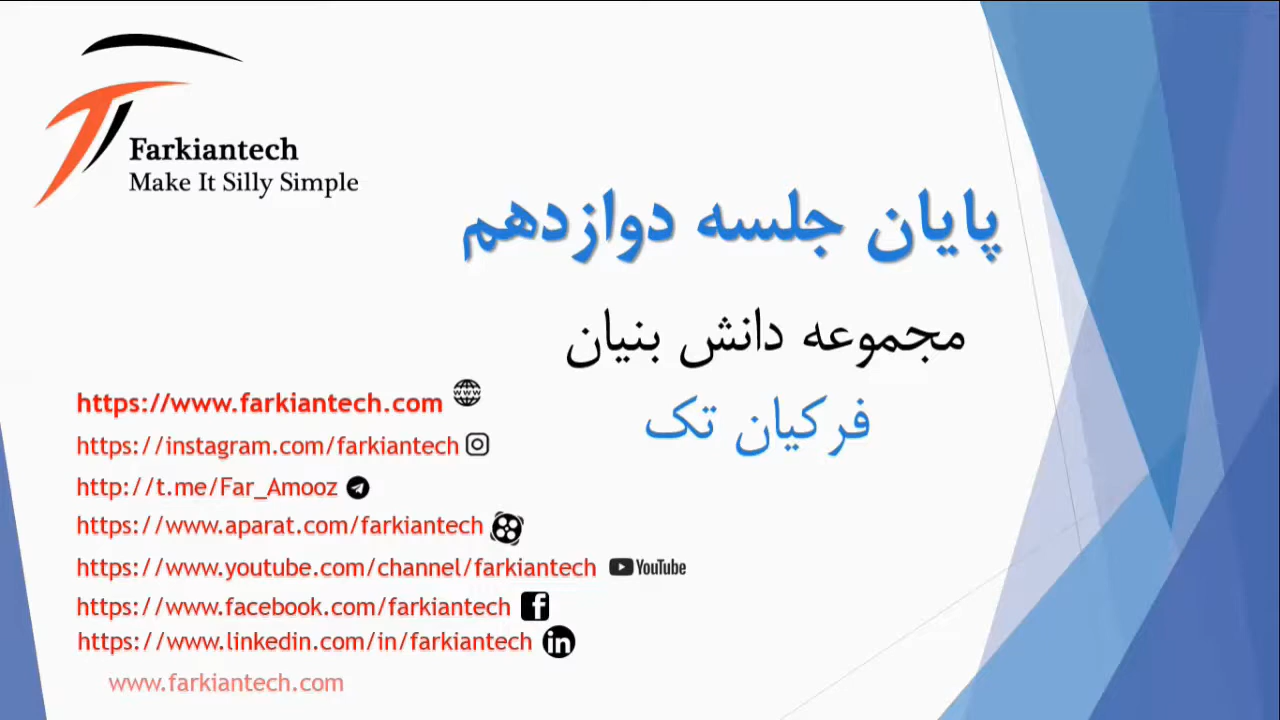 Farkiantech
Make It Silly Simple
پایان جلسه دوازدهم
مجموعه دانش بنیان
فرکیان تک
https://www.farkiantech.com
https://instagram.com/farkiantech
http://t.me/Far_Amooz
https://www.aparat.com/farkiantech
https://www.youtube.com/channel/farkiantech YouTube
https://www.facebook.com/farkiantech
https://www.linkedin.com/in/farkiantech
www.farkiantech.com